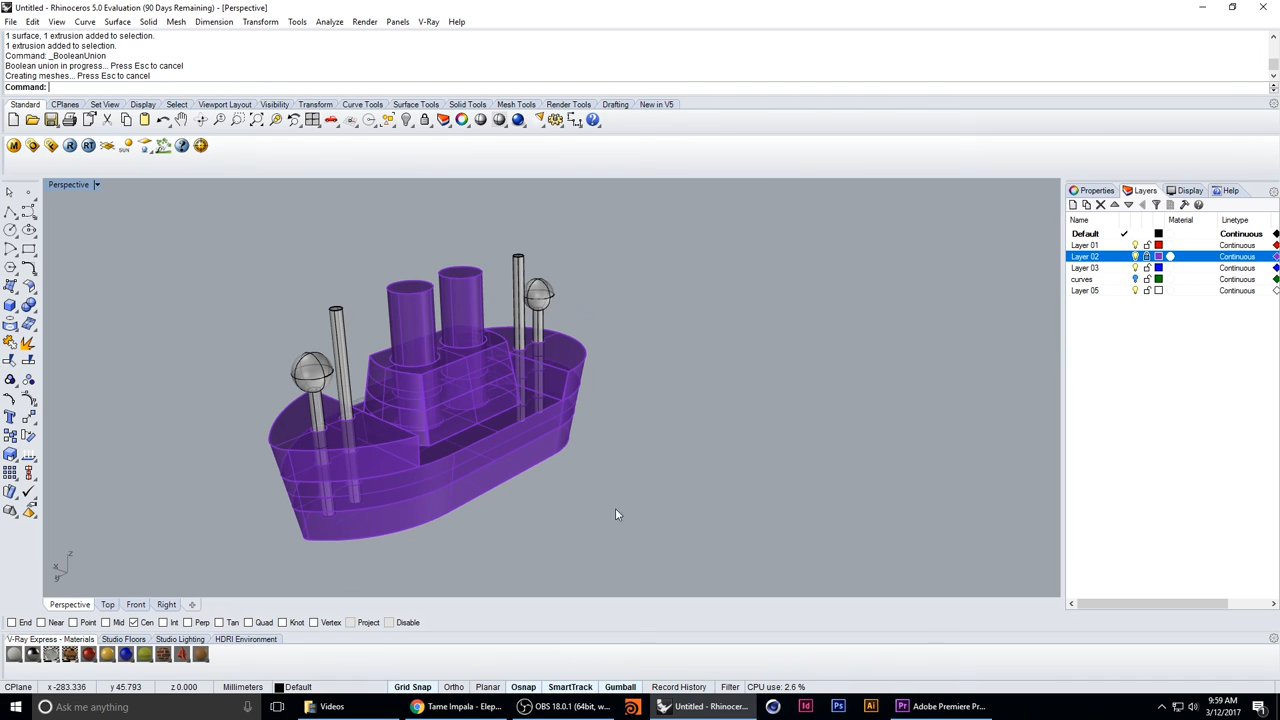 Untitled - Rhinoceros 5.0 Evaluation (90 Days Remaining) - [Perspective]
File Edit View Curve Surface Solid Mesh Dimension Transform Tools Analyze Render Panels V-Ray Help
1 surface, 1 extrusion added to selection.
1 extrusion added to selection.
Command: _BooleanUnion
Boolean union in progress... Press Esc to cancel
Creating meshes... Press Esc to cancel
Command:
Standard CPlanes Set View Display Select Viewport Layout Visibility Transform Curve Tools Surface Tools Solid Tools Mesh Tools Render Tools Drafting New in V5
M R RT SUN
Perspective
Properties Layers Display Help
Name Material Linetype
Default Continuous
Layer 01 Continuous
Layer 02 Continuous
Layer 03 Continuous
curves Continuous
Layer 05 Continuous
z
x
y
Perspective Top Front Right
End Near Point Mid Cen Int Perp Tan Quad Knot Vertex Project Disable
V-Ray Express - Materials Studio Floors Studio Lighting HDRI Environment
CPlane x -283.336 y 45.793 z 0.000 Millimeters Default Grid Snap Ortho Planar Osnap SmartTrack Gumball Record History Filter CPU use: 2.6 %
Ask me anything Videos Tame Impala - Elep... OBS 18.0.1 (64bit, w... Untitled - Rhinocer... Id Ps Ai Pr Adobe Premiere Pr...
9:59 AM
3/12/2017